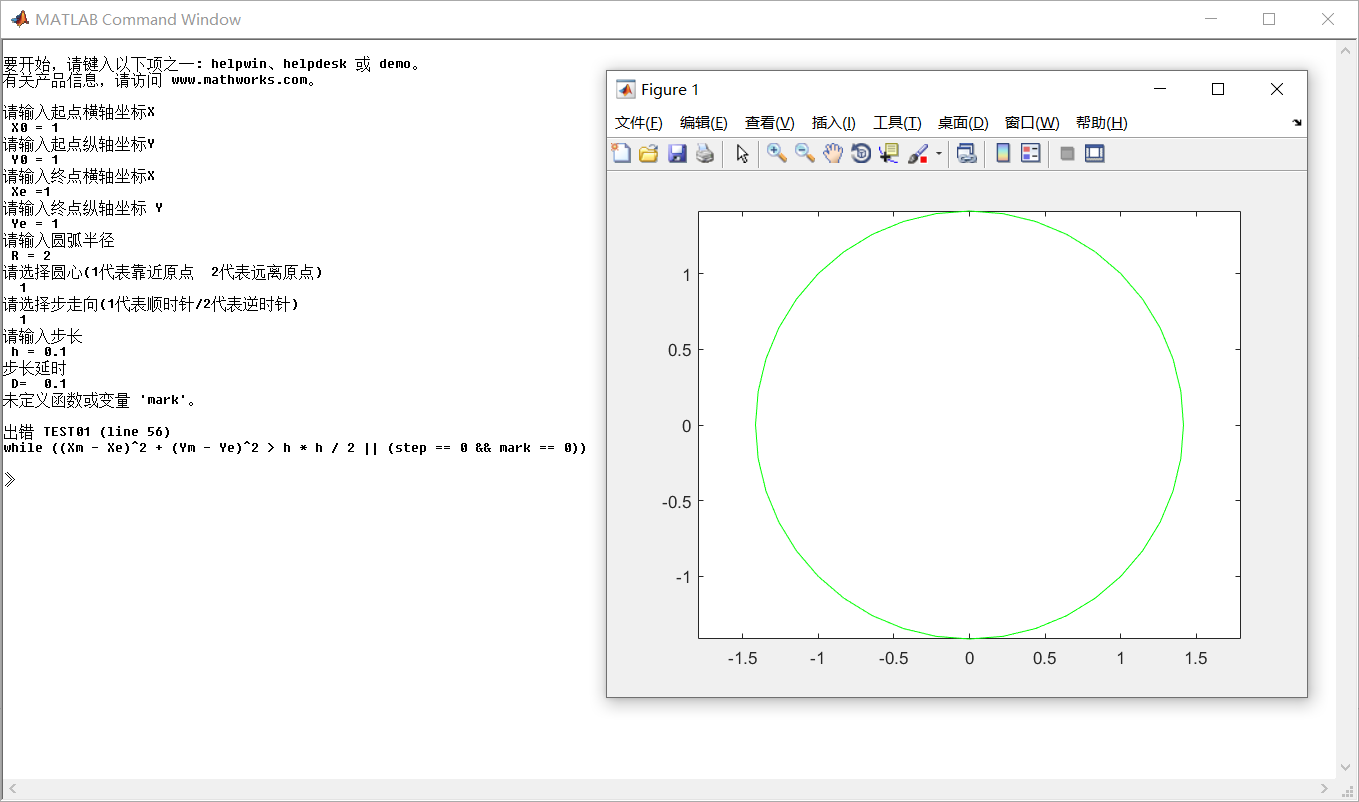 MATLAB Command Window
要开始，请键入以下项之一: helpwin、helpdesk 或 demo。
有关产品信息，请访问 www.mathworks.com。
请输入起点横轴坐标X
X0 = 1
请输入起点纵轴坐标Y
Y0 = 1
请输入终点横轴坐标X
Xe =1
请输入终点纵轴坐标 Y
Ye = 1
请输入圆弧半径
R = 2
请选择圆心(1代表靠近原点  2代表远离原点)
1
请选择步走向(1代表顺时针/2代表逆时针)
1
请输入步长
h = 0.1
步长延时
D=  0.1
未定义函数或变量 'mark'。
出错 TEST01 (line 56)
while ((Xm - Xe)^2 + (Ym - Ye)^2 > h * h / 2 || (step == 0 && mark == 0))
>>
Figure 1
文件(F) 编辑(E) 查看(V) 插入(I) 工具(T) 桌面(D) 窗口(W) 帮助(H)
1
0.5
0
-0.5
-1
-1.5 -1 -0.5 0 0.5 1 1.5